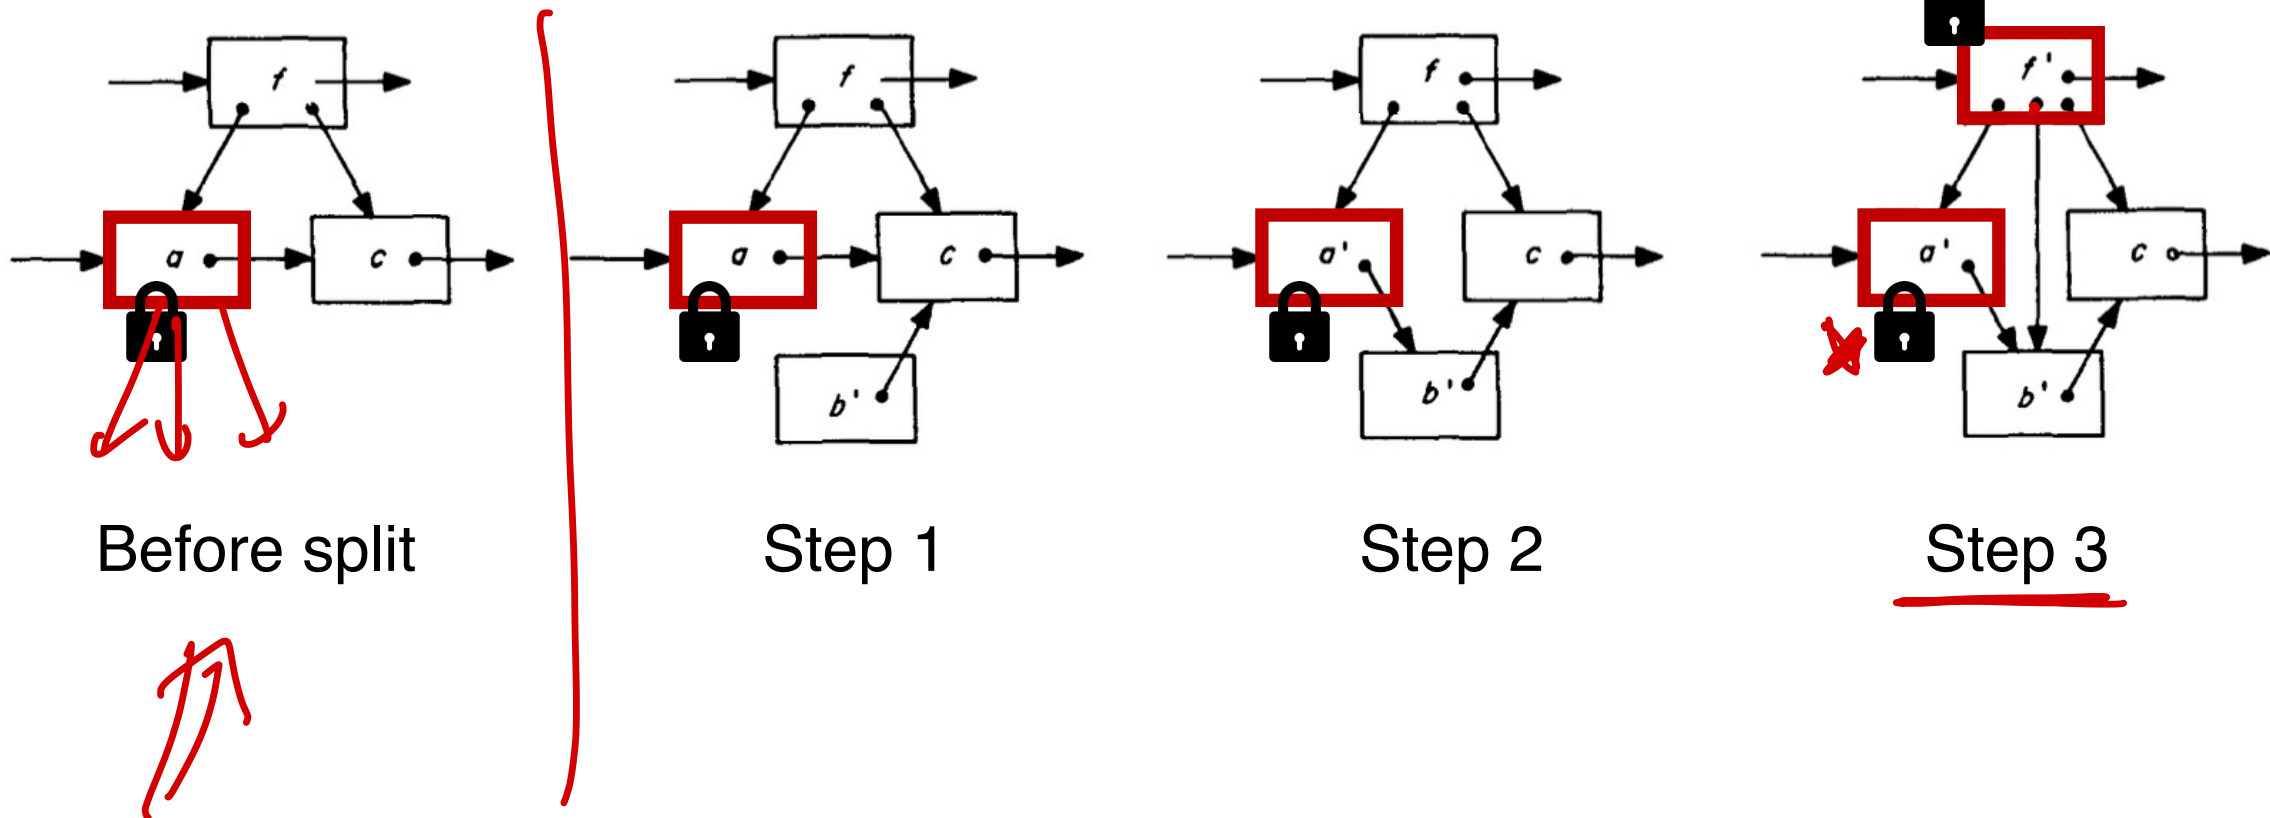 f f f f '
a c a c a ' c a ' c
b ' b ' b '
Before split Step 1 Step 2 Step 3